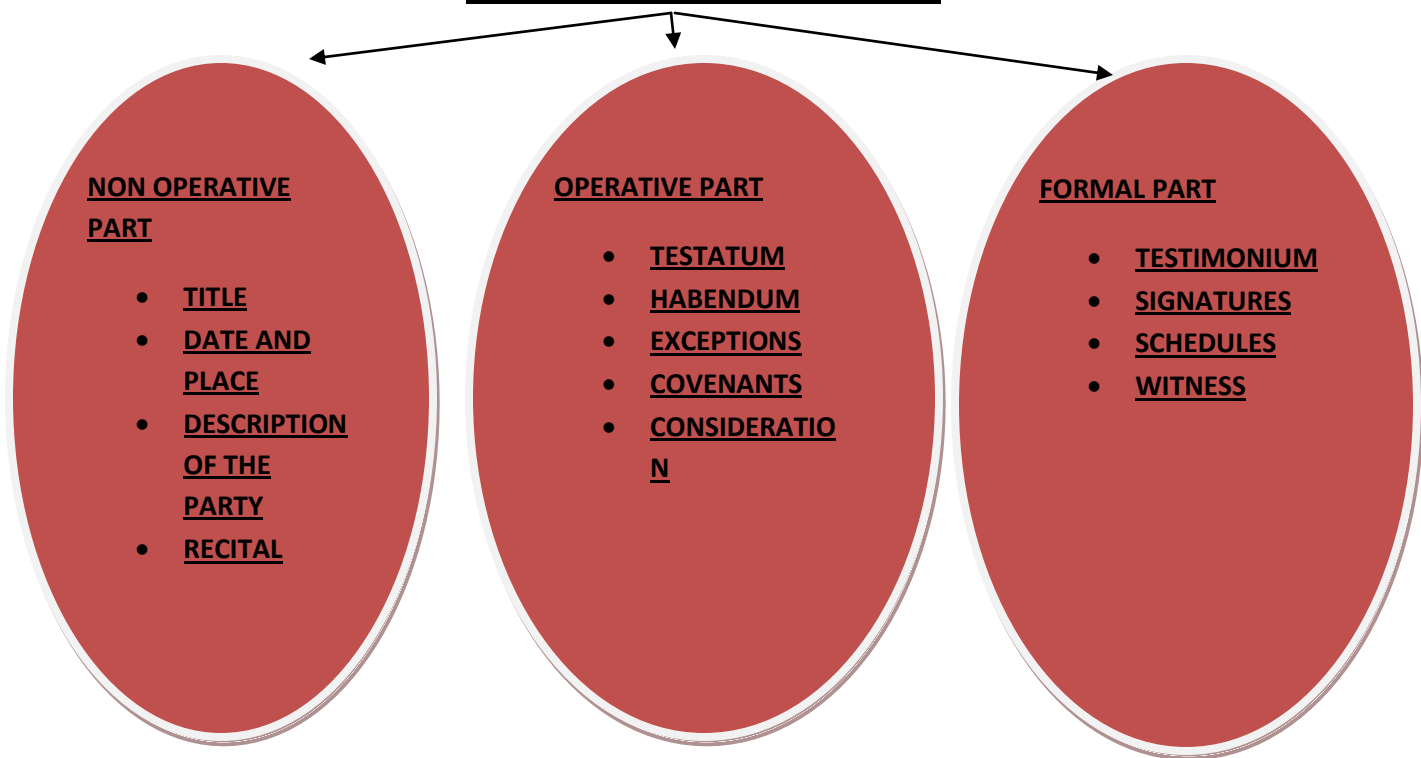 NON OPERATIVE
PART
• TITLE
• DATE AND
PLACE
• DESCRIPTION
OF THE
PARTY
• RECITAL
OPERATIVE PART
• TESTATUM
• HABENDUM
• EXCEPTIONS
• COVENANTS
• CONSIDERATIO
N
FORMAL PART
• TESTIMONIUM
• SIGNATURES
• SCHEDULES
• WITNESS